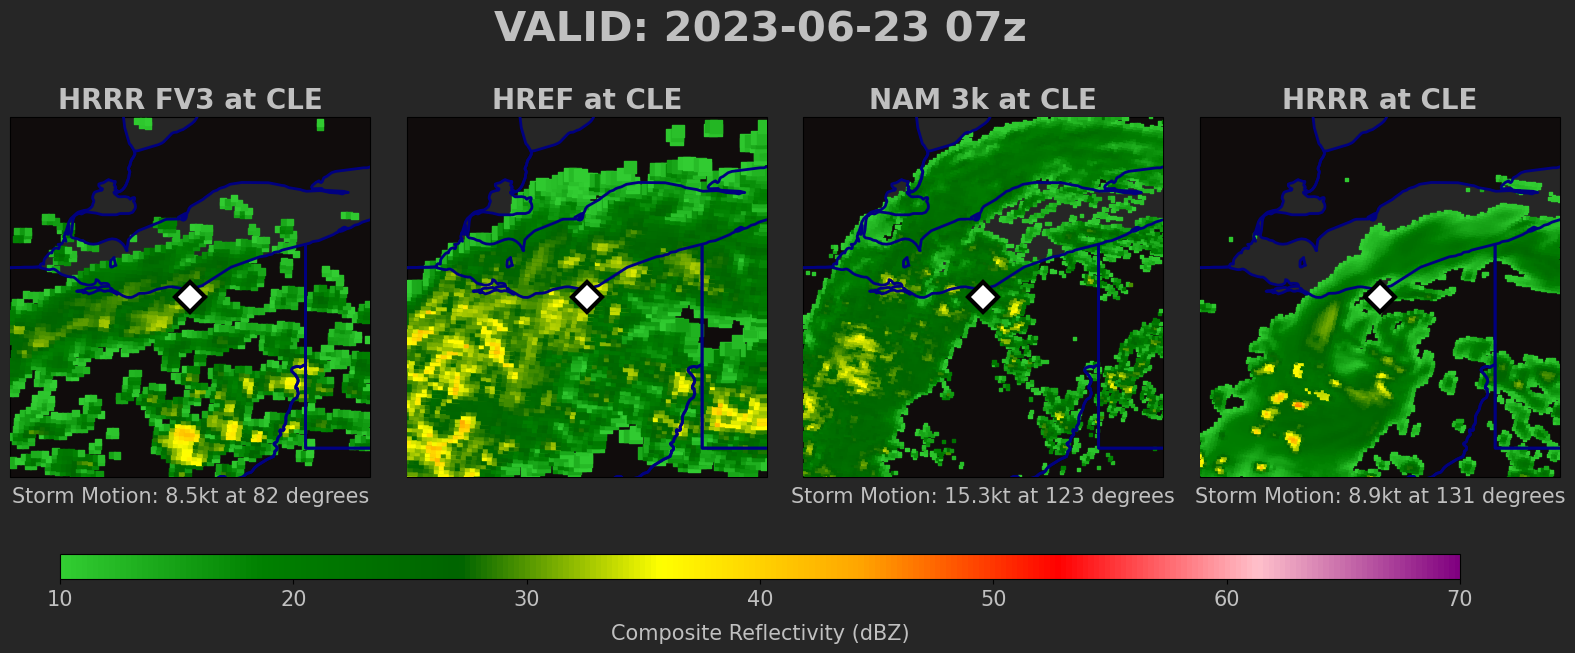 VALID: 2023-06-23 07z
HRRR FV3 at CLE
HREF at CLE
NAM 3k at CLE
HRRR at CLE
Storm Motion: 8.5kt at 82 degrees
Storm Motion: 15.3kt at 123 degrees
Storm Motion: 8.9kt at 131 degrees
10 20 30 40 50 60 70
Composite Reflectivity (dBZ)